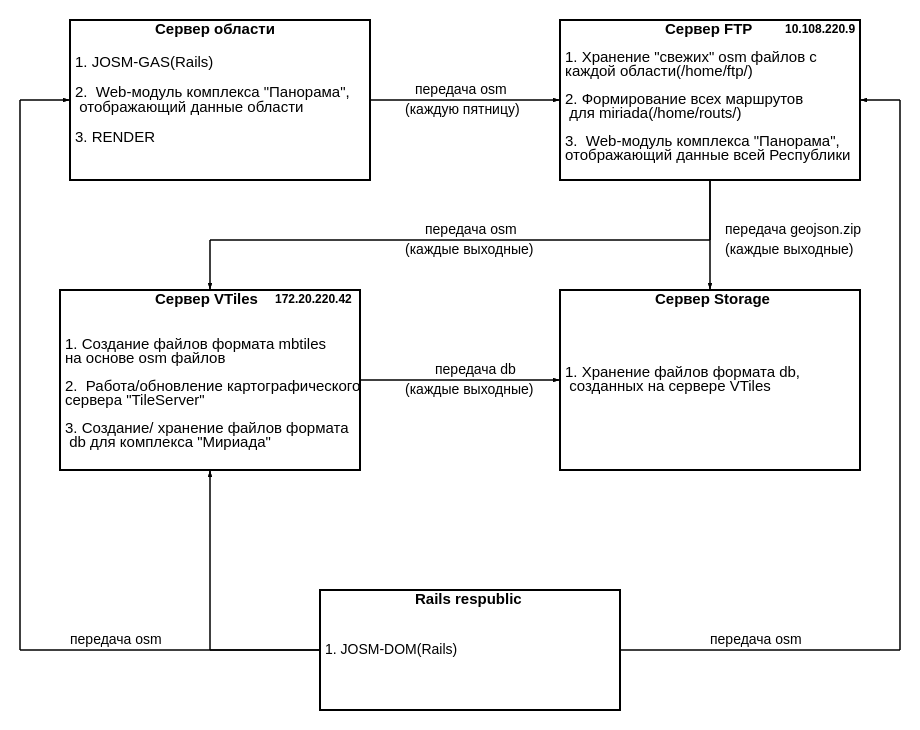 Сервер области
1. JOSM-GAS(Rails)
2.  Web-модуль комплекса "Панорама",
отображающий данные области
3. RENDER
передача osm
(каждую пятницу)
Сервер FTP 10.108.220.9
1. Хранение "свежих" osm файлов с
каждой области(/home/ftp/)
2. Формирование всех маршрутов
для miriada(/home/routs/)
3.  Web-модуль комплекса "Панорама",
отображающий данные всей Республики
передача osm
(каждые выходные)
передача geojson.zip
(каждые выходные)
Сервер VTiles 172.20.220.42
1. Создание файлов формата mbtiles
на основе osm файлов
2.  Работа/обновление картографического
сервера "TileServer"
3. Создание/ хранение файлов формата
db для комплекса "Мириада"
передача db
(каждые выходные)
Сервер Storage
1. Хранение файлов формата db,
созданных на сервере VTiles
передача osm
Rails respublic
1. JOSM-DOM(Rails)
передача osm